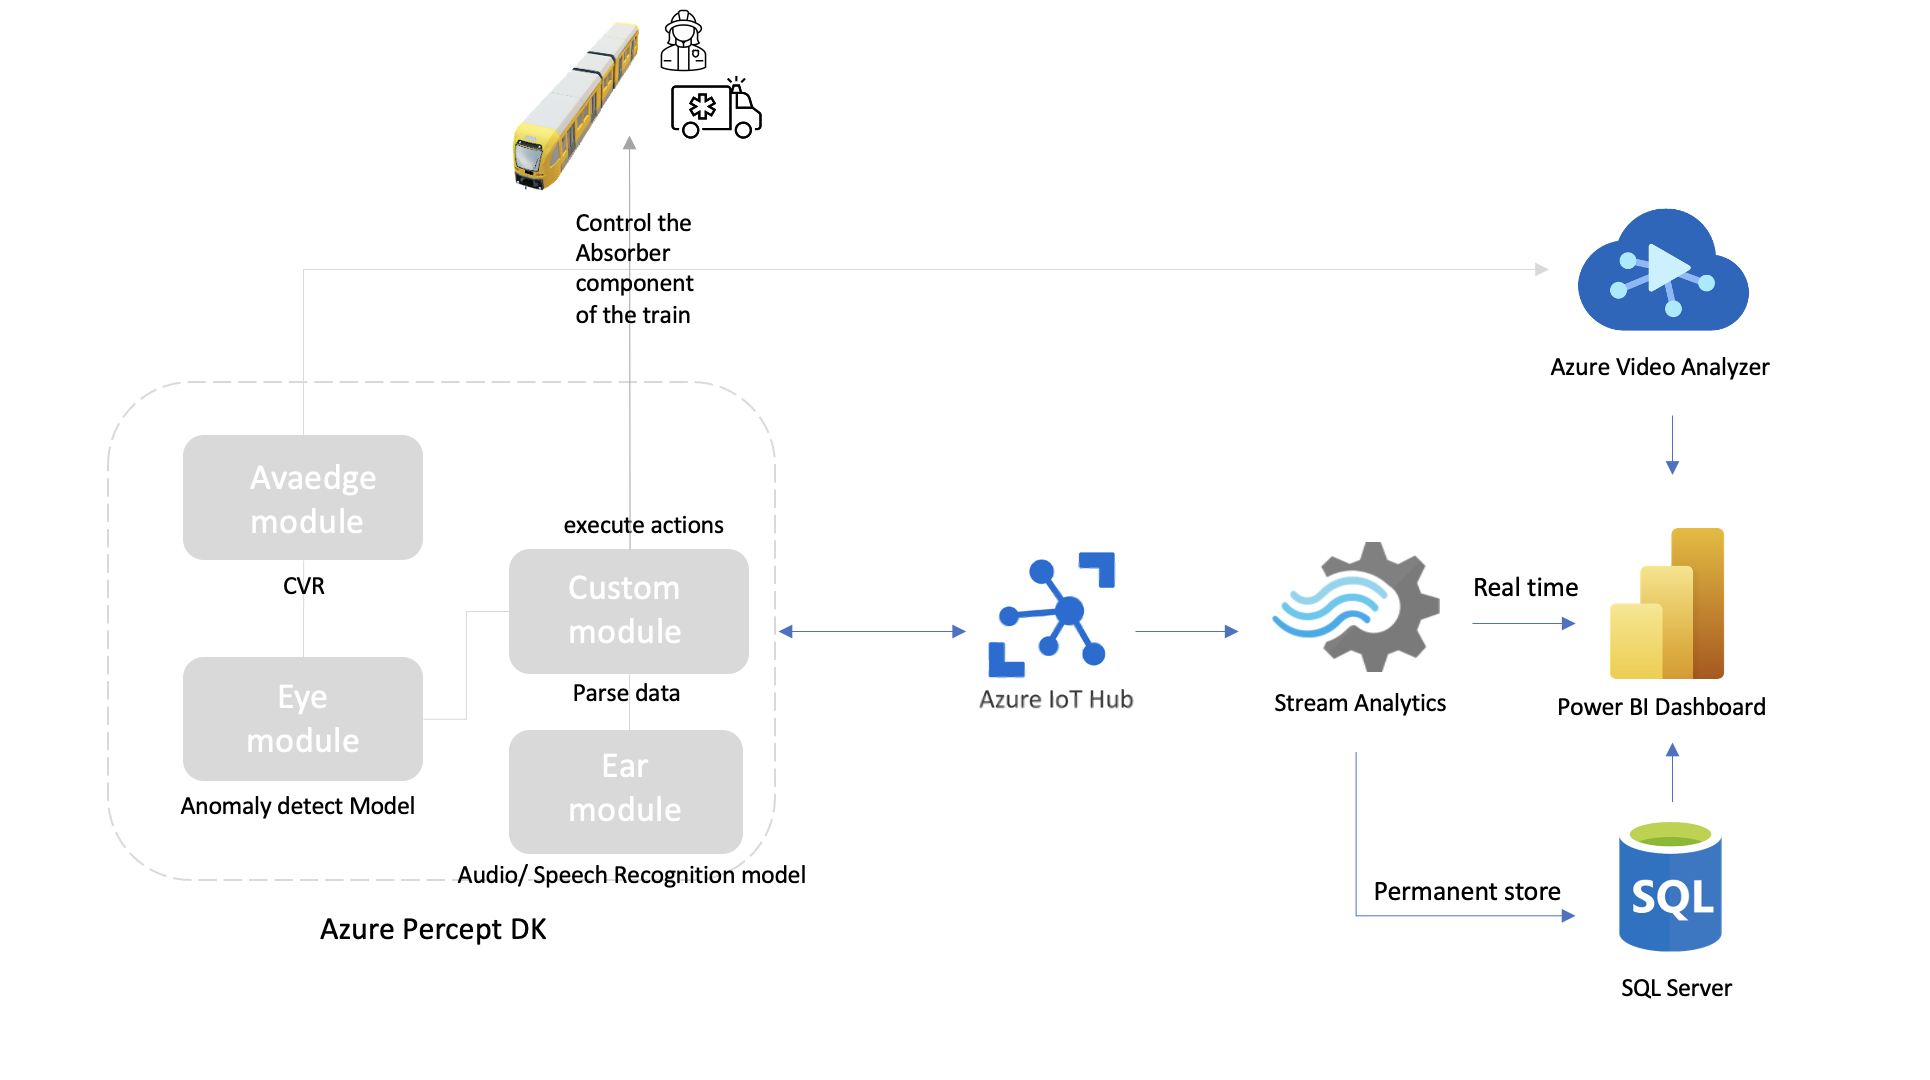 Control the
Absorber
component
of the train
Azure Video Analyzer
Avaedge
module
CVR
execute actions
Custom
module
Parse data
Eye
module
Anomaly detect Model
Ear
module
Audio/ Speech Recognition model
Azure Percept DK
Azure IoT Hub
Stream Analytics
Real time
Power BI Dashboard
Permanent store
SQL
SQL Server